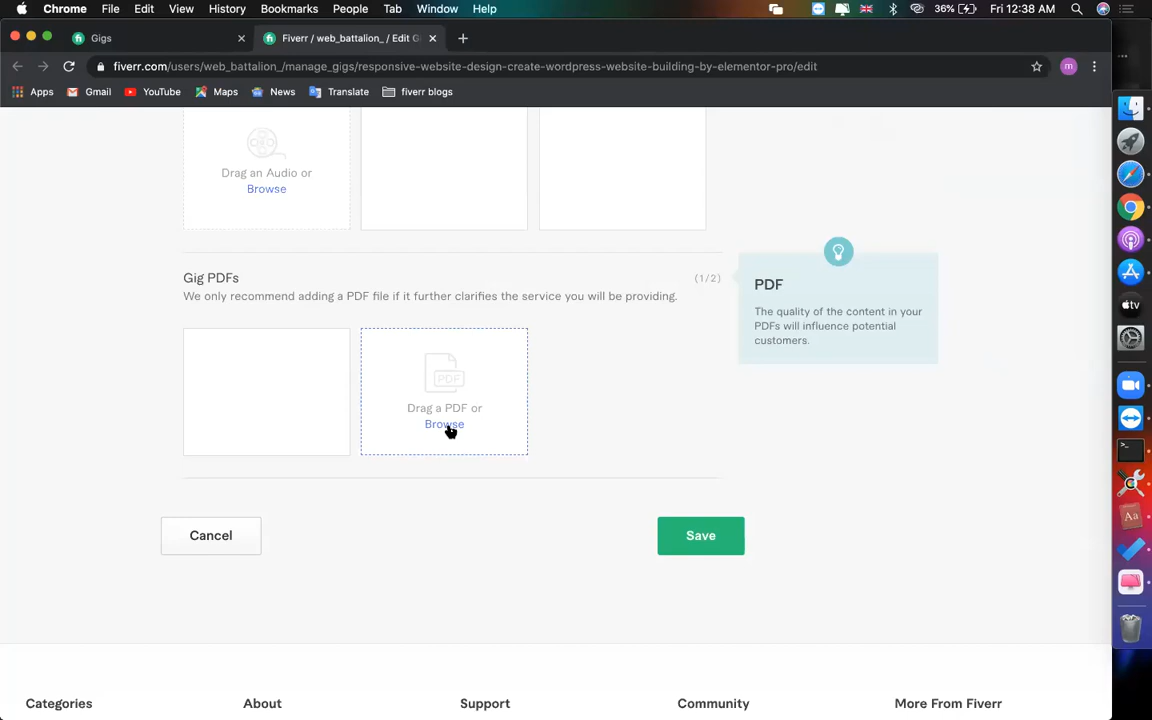 Chrome File Edit View History Bookmarks People Tab Window Help
36% Fri 12:38 AM
Gigs
Fiverr / web_battalion_ / Edit G
fiverr.com/users/web_battalion_/manage_gigs/responsive-website-design-create-wordpress-website-building-by-elementor-pro/edit
m
Apps Gmail YouTube Maps News Translate fiverr blogs
Drag an Audio or
Browse
Gig PDFs (1/2)
We only recommend adding a PDF file if it further clarifies the service you will be providing.
PDF
The quality of the content in your
PDFs will influence potential
customers.
PDF
Drag a PDF or
Browse
Cancel Save
Categories About Support Community More From Fiverr
tv
Aa